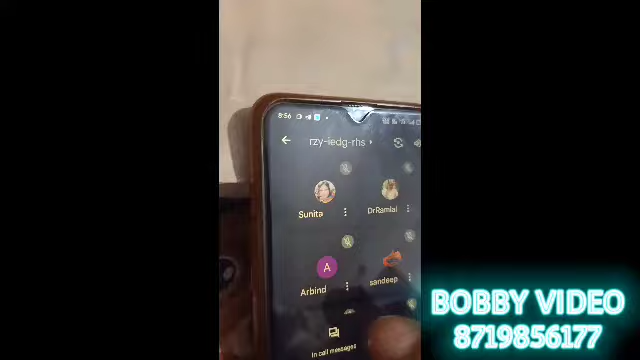 8:56
rzy-iedg-rhs
Sunita
DrRamlal
A
Arbind
sandeep
In call messages
BOBBY VIDEO
8719856177